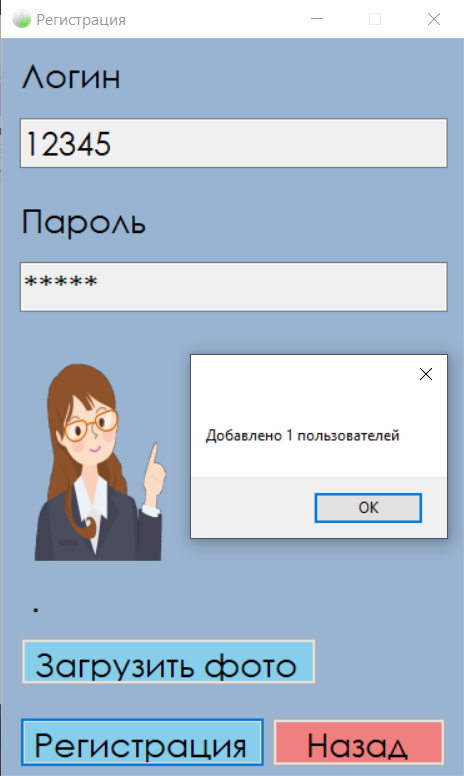 Регистрация
Логин
12345
Пароль
*****
Добавлено 1 пользователей
OK
.
Загрузить фото
Регистрация
Назад